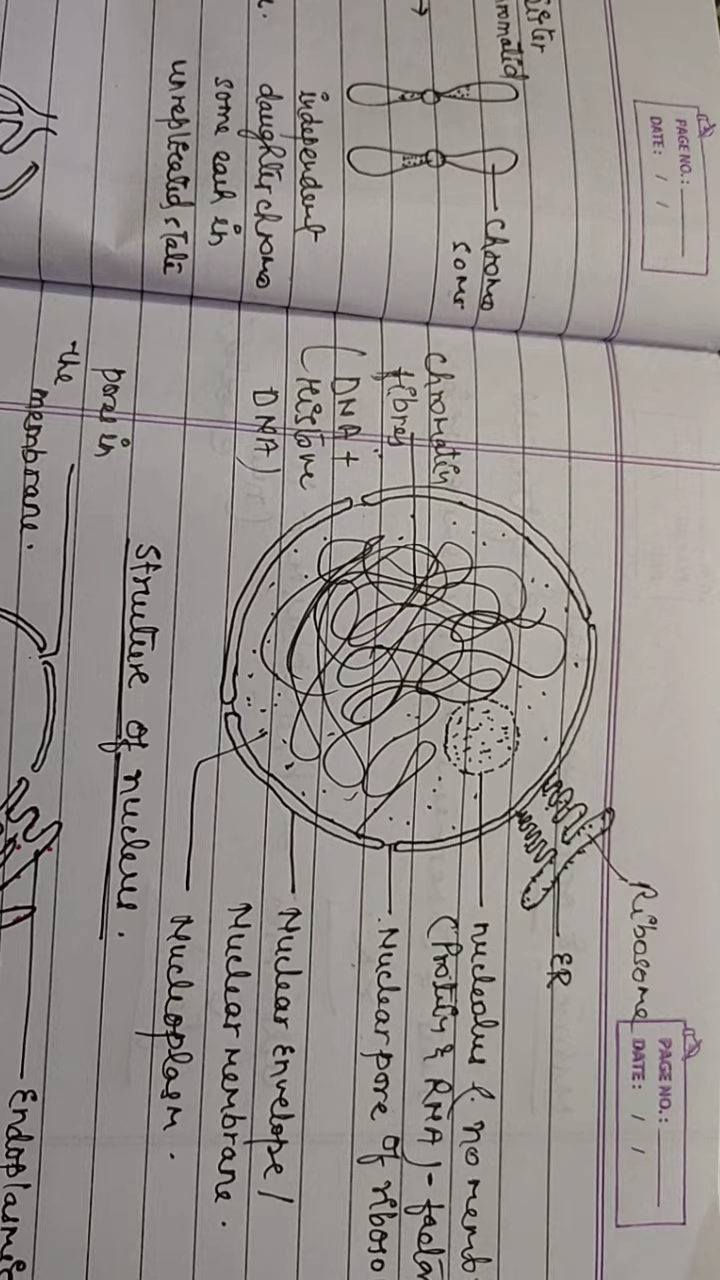 PAGE NO.:
DATE: / /
sister
chromo
some
independent
daughter chromo
some each in
unreplicated state
PAGE NO.:
DATE: / /
Ribosome
ER
Chromatin
fibres
(DNA +
(Histone
DNA)
nucleolus (. no memb
(Protein & RNA) - facto
Nuclear pore of riboso
Nuclear Envelope/
Nuclear membrane.
Nucleoplasm.
Structure of nucleus.
pores in
the
membrane.
Endoplasmic